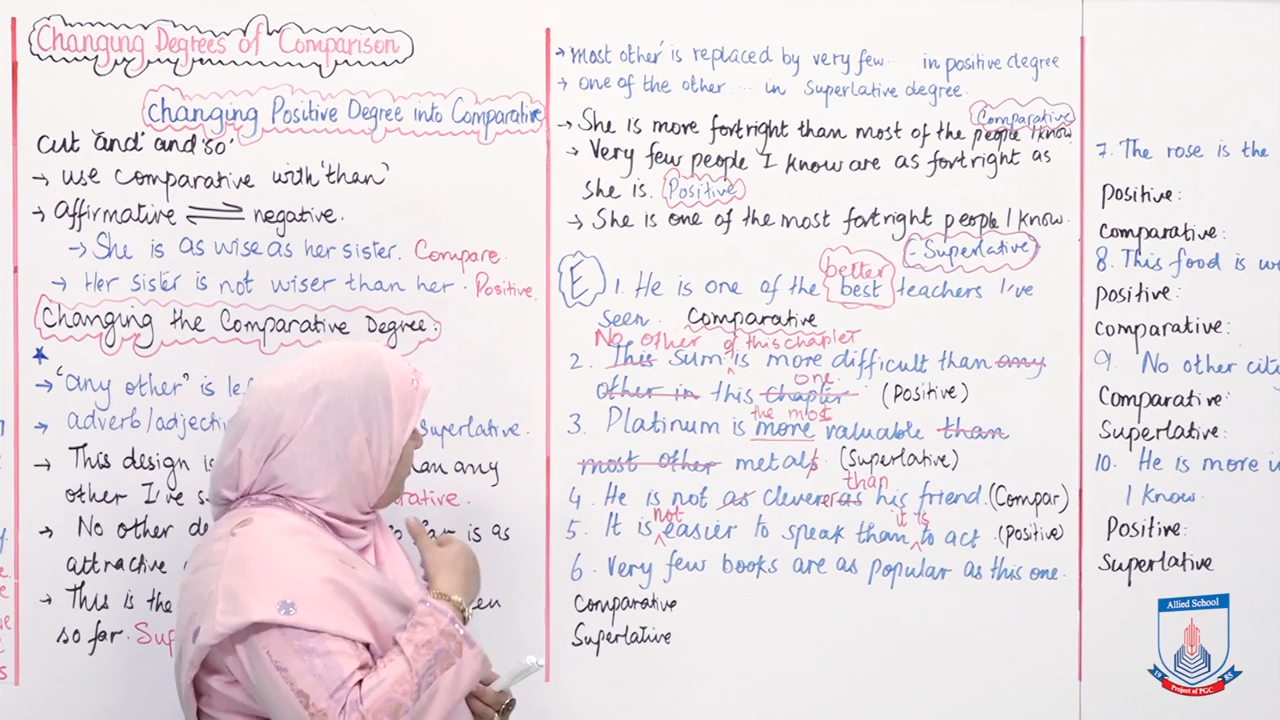 Changing Degrees of Comparison
Changing Positive Degree into Comparative
Cut 'and' and 'so'
→ use comparative with 'than'
→ affirmative ⇌ negative.
→ She is as wise as her sister. Compare.
→ Her sister is not wiser than her. Positive.
Changing the Comparative Degree:
→ 'any other' is
adverb/ Superlative.
→ This design any
other I've
→ No other is as
attractive
→ This is the
so far.
→ 'most other' is replaced by very few... in positive degree
→ one of the other .... in Superlative degree.
Comparative
→ She is more fortright than most of the people I know
→ Very few people I know are as fortright as
she is. Positive
→ She is one of the most fortright people I know.
- Superlative
better
E 1. He is one of the best teachers I've
seen. Comparative
No other of this chapter
2. This sum ^ is more difficult than any
one
other in this chapter (Positive)
the most
3. Platinum is more valuable than
most other metals (Superlative)
than
4. He is not as cleverer as his friend. (Compar)
not it is
5. It is ^ easier to speak than ^ to act. (Positive)
6. Very few books are as popular as this one.
Comparative
Superlative
7. The rose is the
Positive:
Comparative:
8. This food is
Positive:
Comparative:
9. No other
Comparative:
Superlative:
10. He is more
I know.
Positive:
Superlative
Allied School
19 85
Project of PGC